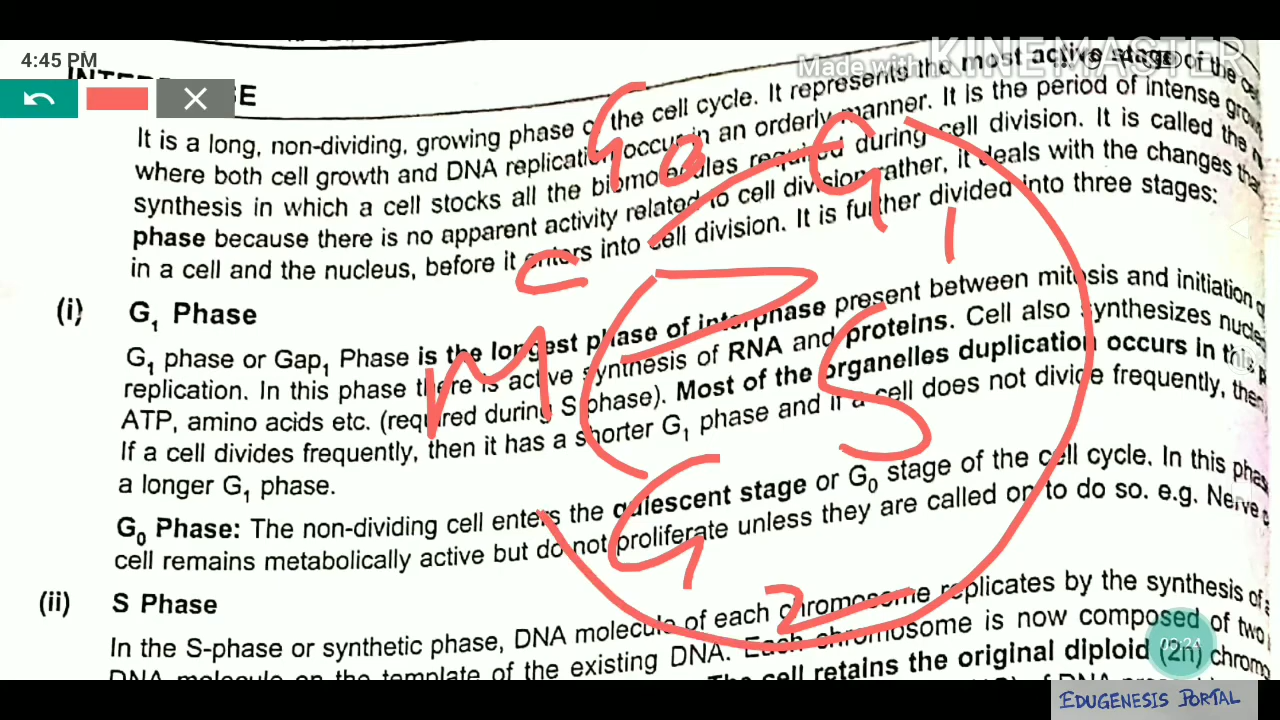 4:45 PM
Made with KINEMASTER
INTERPHASE
It is a long, non-dividing, growing phase of the cell cycle. It represents the most active stage of the cell
where both cell growth and DNA replication occur in an orderly manner. It is the period of intense grow
synthesis in which a cell stocks all the biomolecules required during cell division. It is called the
phase because there is no apparent activity related to cell division rather, it deals with the changes that
in a cell and the nucleus, before it enters into cell division. It is further divided into three stages:
(i) G₁ Phase
G₁ phase or Gap₁ Phase is the longest phase of interphase present between mitosis and initiation
replication. In this phase there is active synthesis of RNA and proteins. Cell also synthesizes nucle
ATP, amino acids etc. (required during S phase). Most of the organelles duplication occurs in this p
If a cell divides frequently, then it has a shorter G₁ phase and if a cell does not divide frequently, then
a longer G₁ phase.
G₀ Phase: The non-dividing cell enters the quiescent stage or G₀ stage of the cell cycle. In this phase
cell remains metabolically active but do not proliferate unless they are called on to do so. e.g. Nerve
(ii) S Phase
In the S-phase or synthetic phase, DNA molecule of each chromosome replicates by the synthesis of
DNA molecule on the template of the existing DNA. Each chromosome is now composed of two
The cell retains the original diploid (2n) chromo
of RNA
G0
G1
M
S
G2
00:24
EDUGENESIS PORTAL